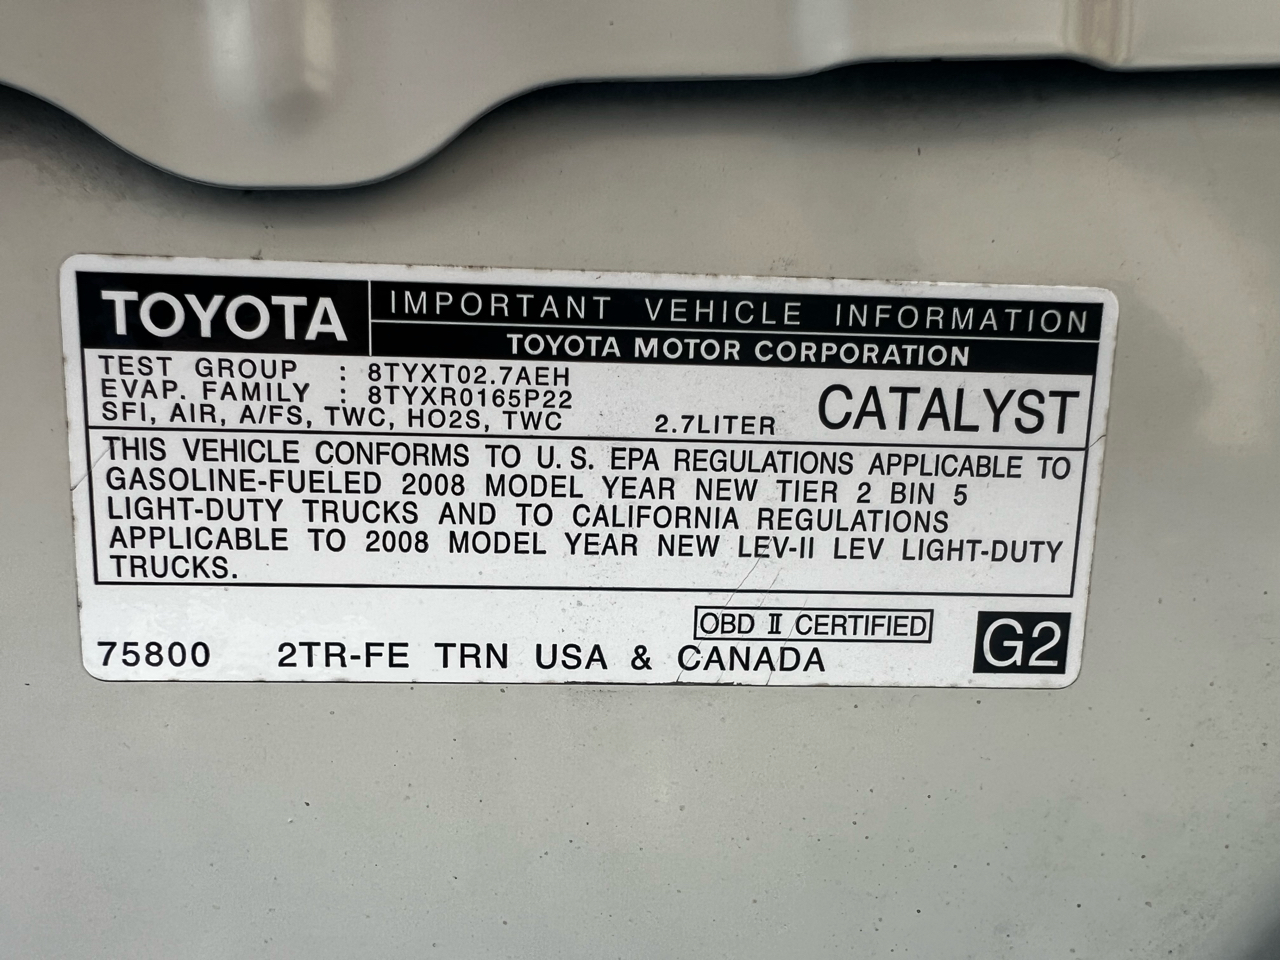 TOYOTA IMPORTANT VEHICLE INFORMATION
TOYOTA MOTOR CORPORATION
TEST GROUP : 8TYXT02.7AEH
EVAP. FAMILY : 8TYXR0165P22
SFI, AIR, A/FS, TWC, HO2S, TWC 2.7LITER CATALYST
THIS VEHICLE CONFORMS TO U.S. EPA REGULATIONS APPLICABLE TO
GASOLINE-FUELED 2008 MODEL YEAR NEW TIER 2 BIN 5
LIGHT-DUTY TRUCKS AND TO CALIFORNIA REGULATIONS
APPLICABLE TO 2008 MODEL YEAR NEW LEV-II LEV LIGHT-DUTY
TRUCKS.
OBD II CERTIFIED
75800 2TR-FE TRN USA & CANADA G2